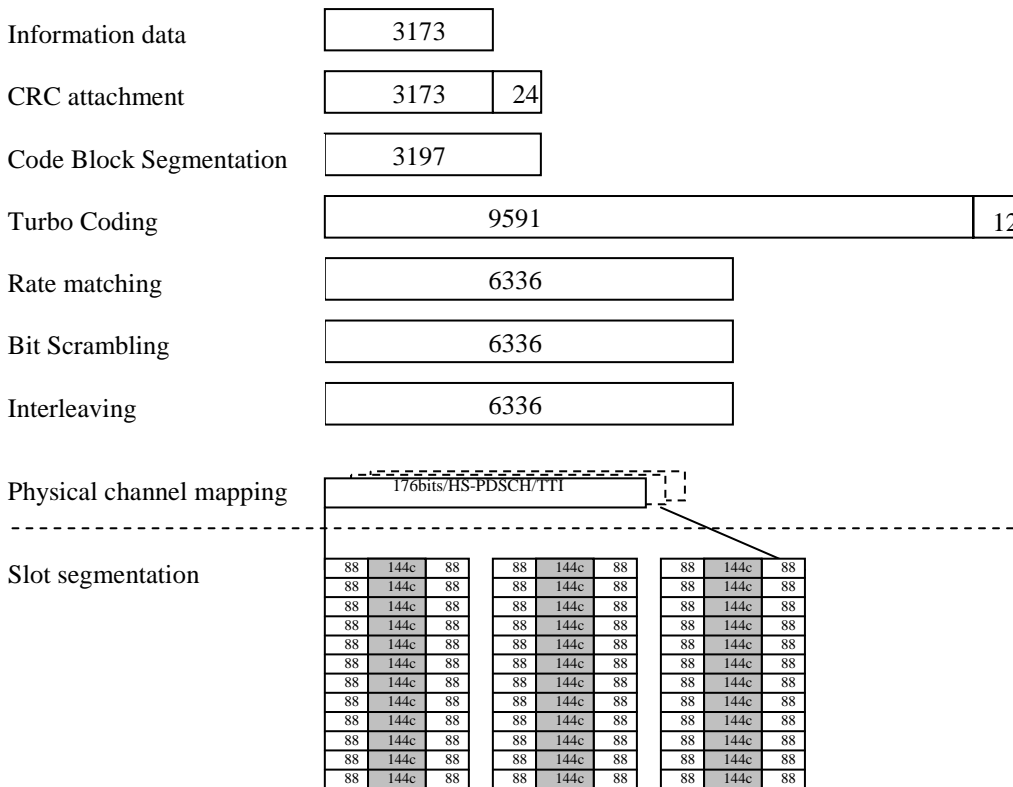 Information data 3173
CRC attachment 3173 24
Code Block Segmentation 3197
Turbo Coding 9591 12
Rate matching 6336
Bit Scrambling 6336
Interleaving 6336
Physical channel mapping 176bits/HS-PDSCH/TTI
Slot segmentation 88 144c 88 88 144c 88 88 144c 88
88 144c 88 88 144c 88 88 144c 88
88 144c 88 88 144c 88 88 144c 88
88 144c 88 88 144c 88 88 144c 88
88 144c 88 88 144c 88 88 144c 88
88 144c 88 88 144c 88 88 144c 88
88 144c 88 88 144c 88 88 144c 88
88 144c 88 88 144c 88 88 144c 88
88 144c 88 88 144c 88 88 144c 88
88 144c 88 88 144c 88 88 144c 88
88 144c 88 88 144c 88 88 144c 88
88 144c 88 88 144c 88 88 144c 88